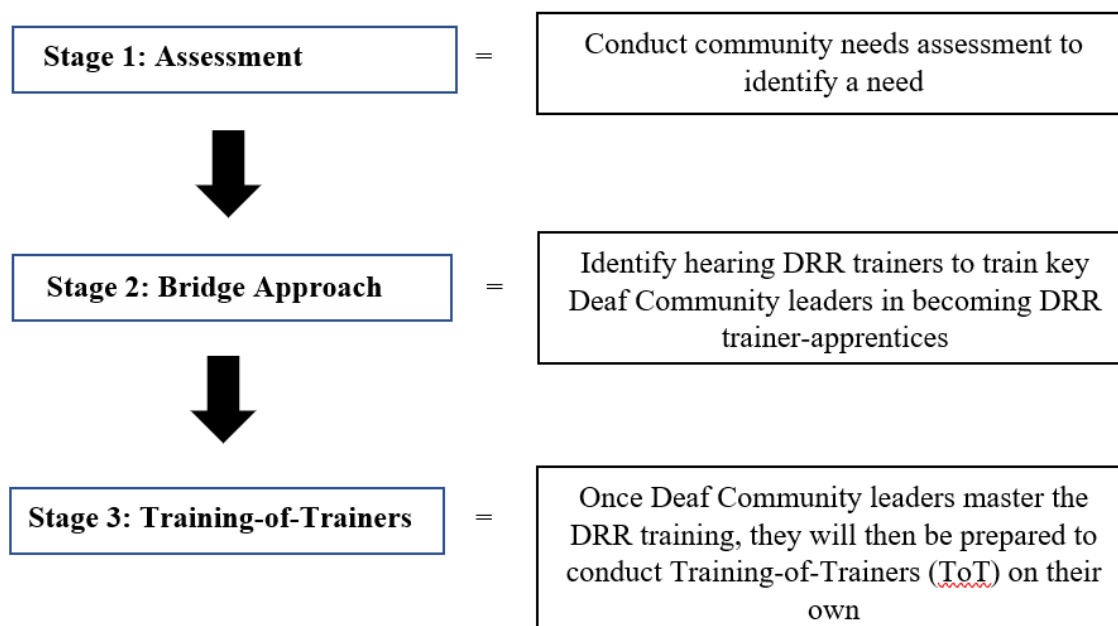 Stage 1: Assessment
=
Conduct community needs assessment to
identify a need
Stage 2: Bridge Approach
=
Identify hearing DRR trainers to train key
Deaf Community leaders in becoming DRR
trainer-apprentices
Stage 3: Training-of-Trainers
=
Once Deaf Community leaders master the
DRR training, they will then be prepared to
conduct Training-of-Trainers (ToT) on their
own